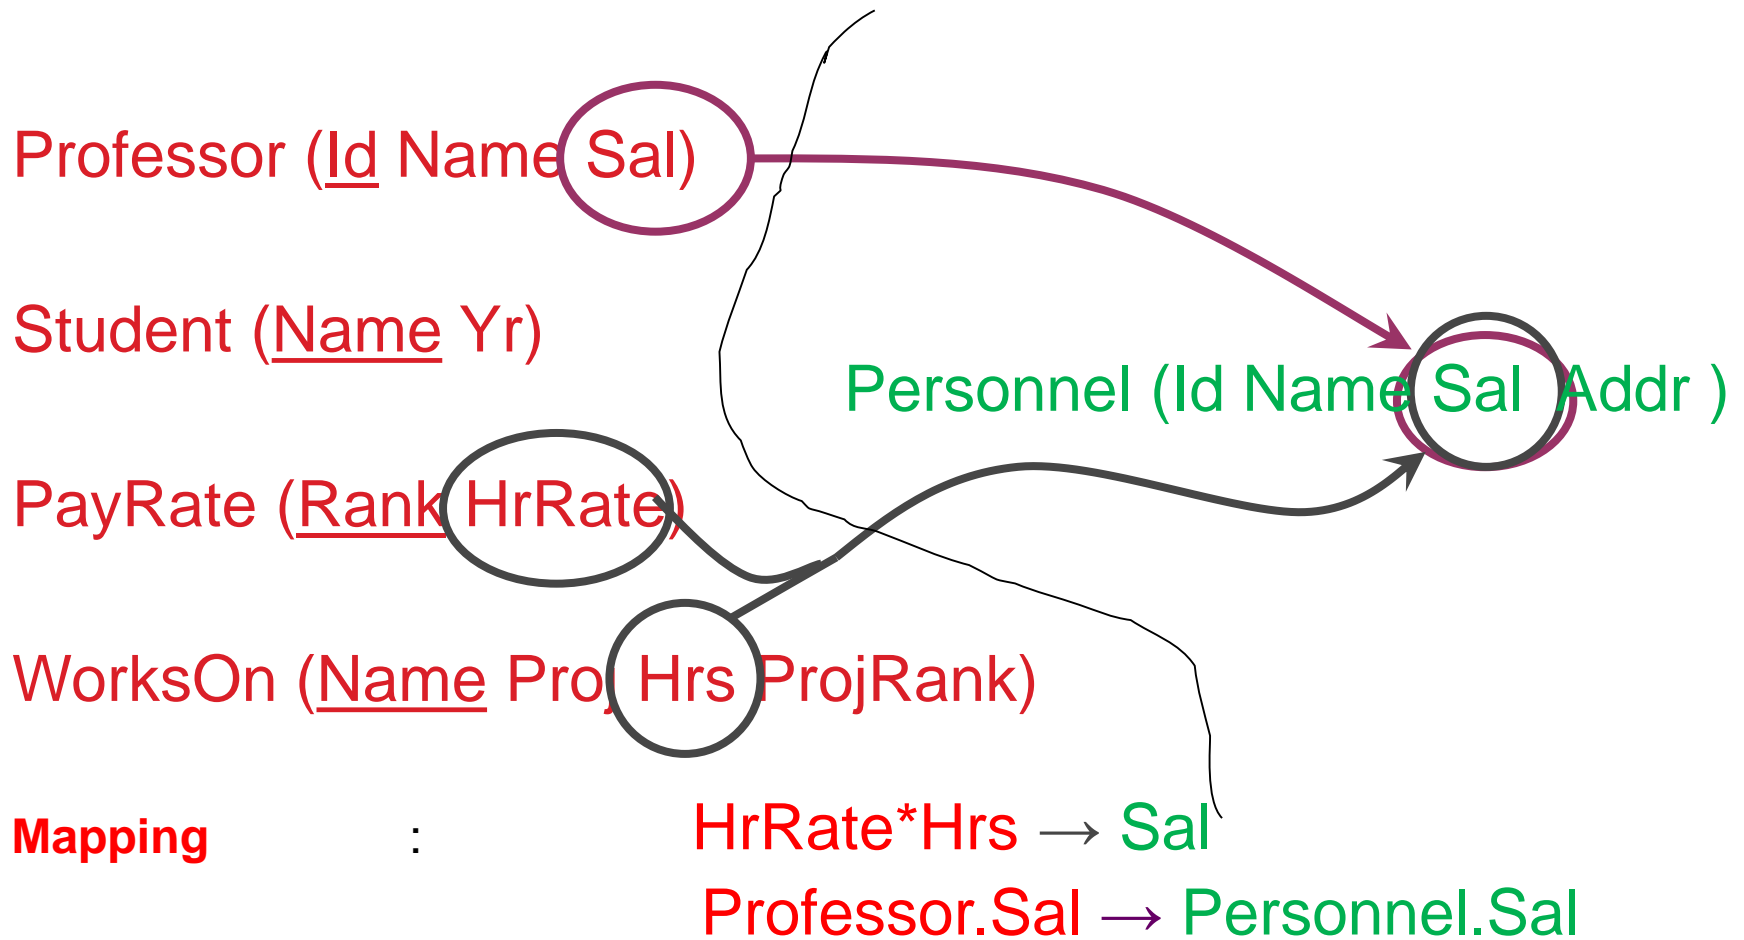 Professor (Id Name Sal)
Student (Name Yr)
Personnel (Id Name Sal Addr )
PayRate (Rank HrRate)
WorksOn (Name Proj Hrs ProjRank)
Mapping : HrRate*Hrs → Sal
Professor.Sal → Personnel.Sal